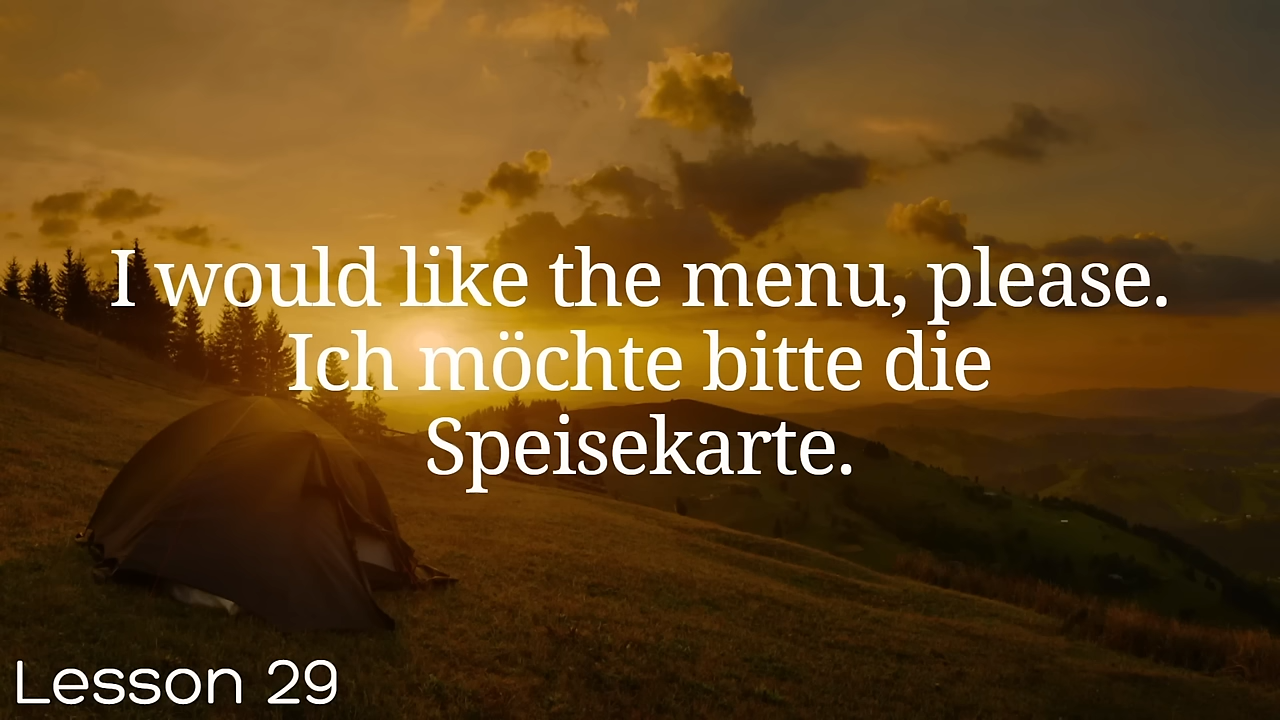 I would like the menu, please.
Ich möchte bitte die
Speisekarte.
Lesson 29